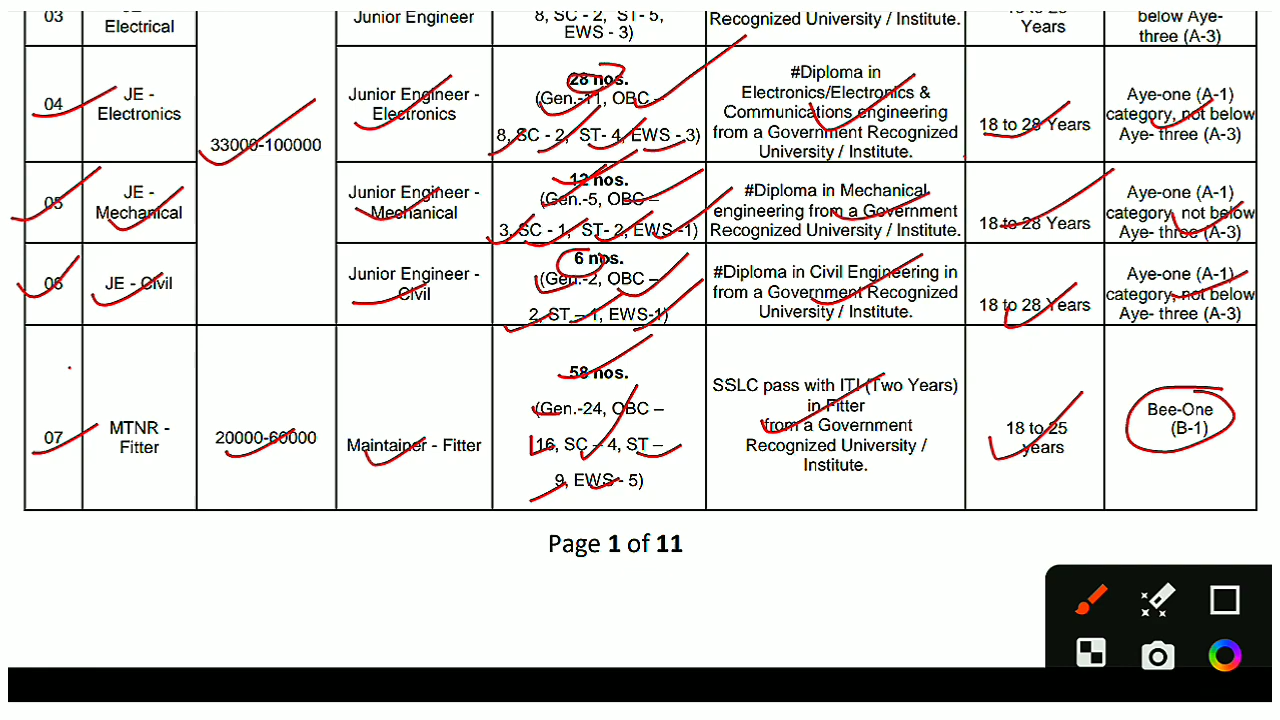 03
Electrical
Junior Engineer
8, SC - 2, ST- 5,
EWS - 3)
Recognized University / Institute.
Years
below Aye-
three (A-3)
04
JE -
Electronics
33000-100000
Junior Engineer -
Electronics
28 nos.
(Gen.-11, OBC –
8, SC - 2, ST- 4, EWS - 3)
#Diploma in
Electronics/Electronics &
Communications engineering
from a Government Recognized
University / Institute.
18 to 28 Years
Aye-one (A-1)
category, not below
Aye- three (A-3)
05
JE -
Mechanical
Junior Engineer -
Mechanical
12 nos.
(Gen.-5, OBC –
3, SC - 1, ST- 2, EWS -1)
#Diploma in Mechanical
engineering from a Government
Recognized University / Institute.
18 to 28 Years
Aye-one (A-1)
category, not below
Aye- three (A-3)
06
JE - Civil
Junior Engineer -
Civil
6 nos.
(Gen.-2, OBC –
2, ST – 1, EWS-1)
#Diploma in Civil Engineering in
from a Government Recognized
University / Institute.
18 to 28 Years
Aye-one (A-1)
category, not below
Aye- three (A-3)
07
MTNR -
Fitter
20000-60000
Maintainer - Fitter
58 nos.
(Gen.-24, OBC –
16, SC – 4, ST –
9, EWS - 5)
SSLC pass with ITI (Two Years)
in Fitter
from a Government
Recognized University /
Institute.
18 to 25
years
Bee-One
(B-1)
Page 1 of 11